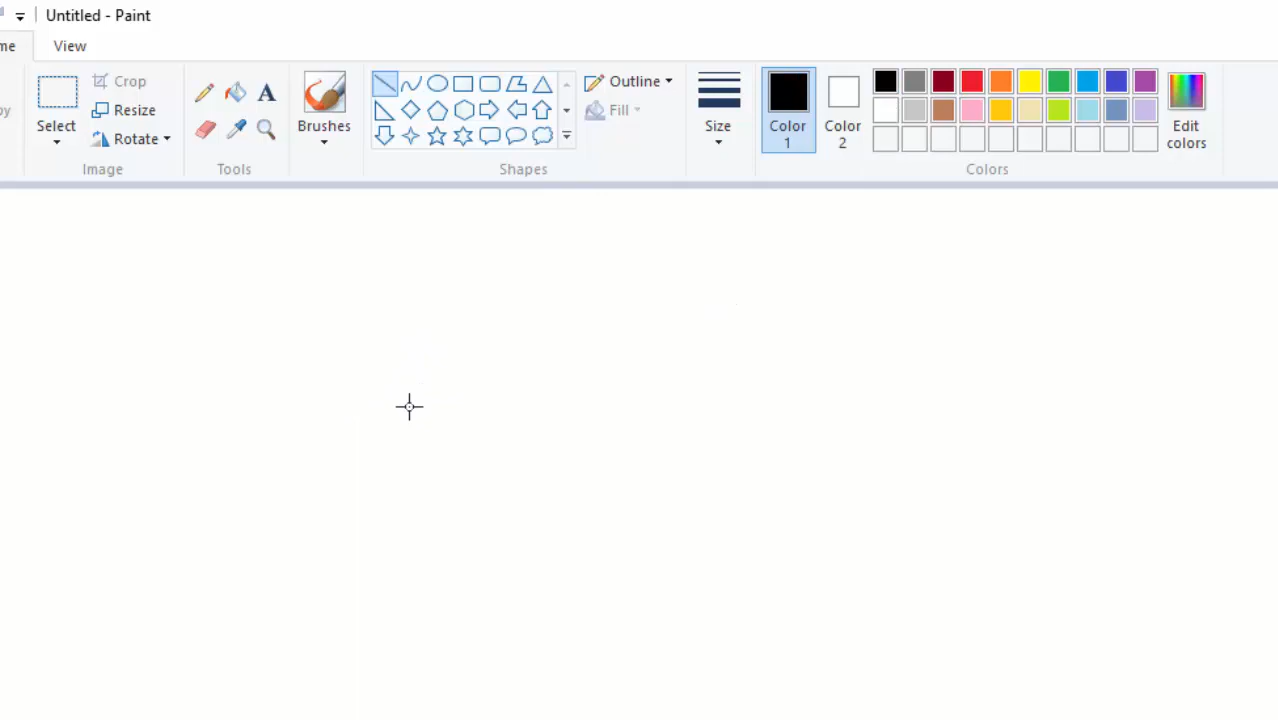 Untitled - Paint
me
View
py
Select
Crop
Resize
Rotate
Image
A
Tools
Brushes
Shapes
Outline
Fill
Size
Color
1
Color
2
Colors
Edit
colors